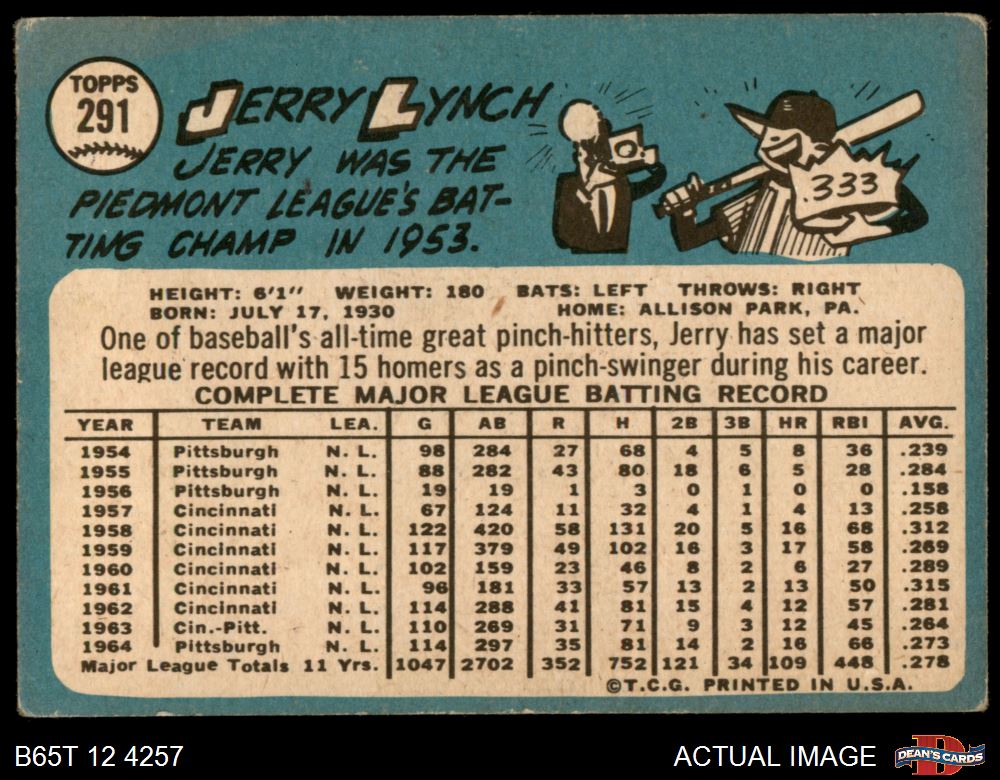 TOPPS
291
JERRY LYNCH
JERRY WAS THE
PIEDMONT LEAGUE'S BAT-
TING CHAMP IN 1953.
.333
HEIGHT: 6'1" WEIGHT: 180 BATS: LEFT THROWS: RIGHT
BORN: JULY 17, 1930 HOME: ALLISON PARK, PA.
One of baseball's all-time great pinch-hitters, Jerry has set a major
league record with 15 homers as a pinch-swinger during his career.
COMPLETE MAJOR LEAGUE BATTING RECORD
YEAR TEAM LEA. G AB R H 2B 3B HR RBI AVG.
1954 Pittsburgh N. L. 98 284 27 68 4 5 8 36 .239
1955 Pittsburgh N. L. 88 282 43 80 18 6 5 28 .284
1956 Pittsburgh N. L. 19 19 1 3 0 1 0 0 .158
1957 Cincinnati N. L. 67 124 11 32 4 1 4 13 .258
1958 Cincinnati N. L. 122 420 58 131 20 5 16 68 .312
1959 Cincinnati N. L. 117 379 49 102 16 3 17 58 .269
1960 Cincinnati N. L. 102 159 23 46 8 2 6 27 .289
1961 Cincinnati N. L. 96 181 33 57 13 2 13 50 .315
1962 Cincinnati N. L. 114 288 41 81 15 4 12 57 .281
1963 Cin.-Pitt. N. L. 110 269 31 71 9 3 12 45 .264
1964 Pittsburgh N. L. 114 297 35 81 14 2 16 66 .273
Major League Totals 11 Yrs. 1047 2702 352 752 121 34 109 448 .278
©T.C.G. PRINTED IN U.S.A.
B65T 12 4257
ACTUAL IMAGE
D
DEAN'S CARDS